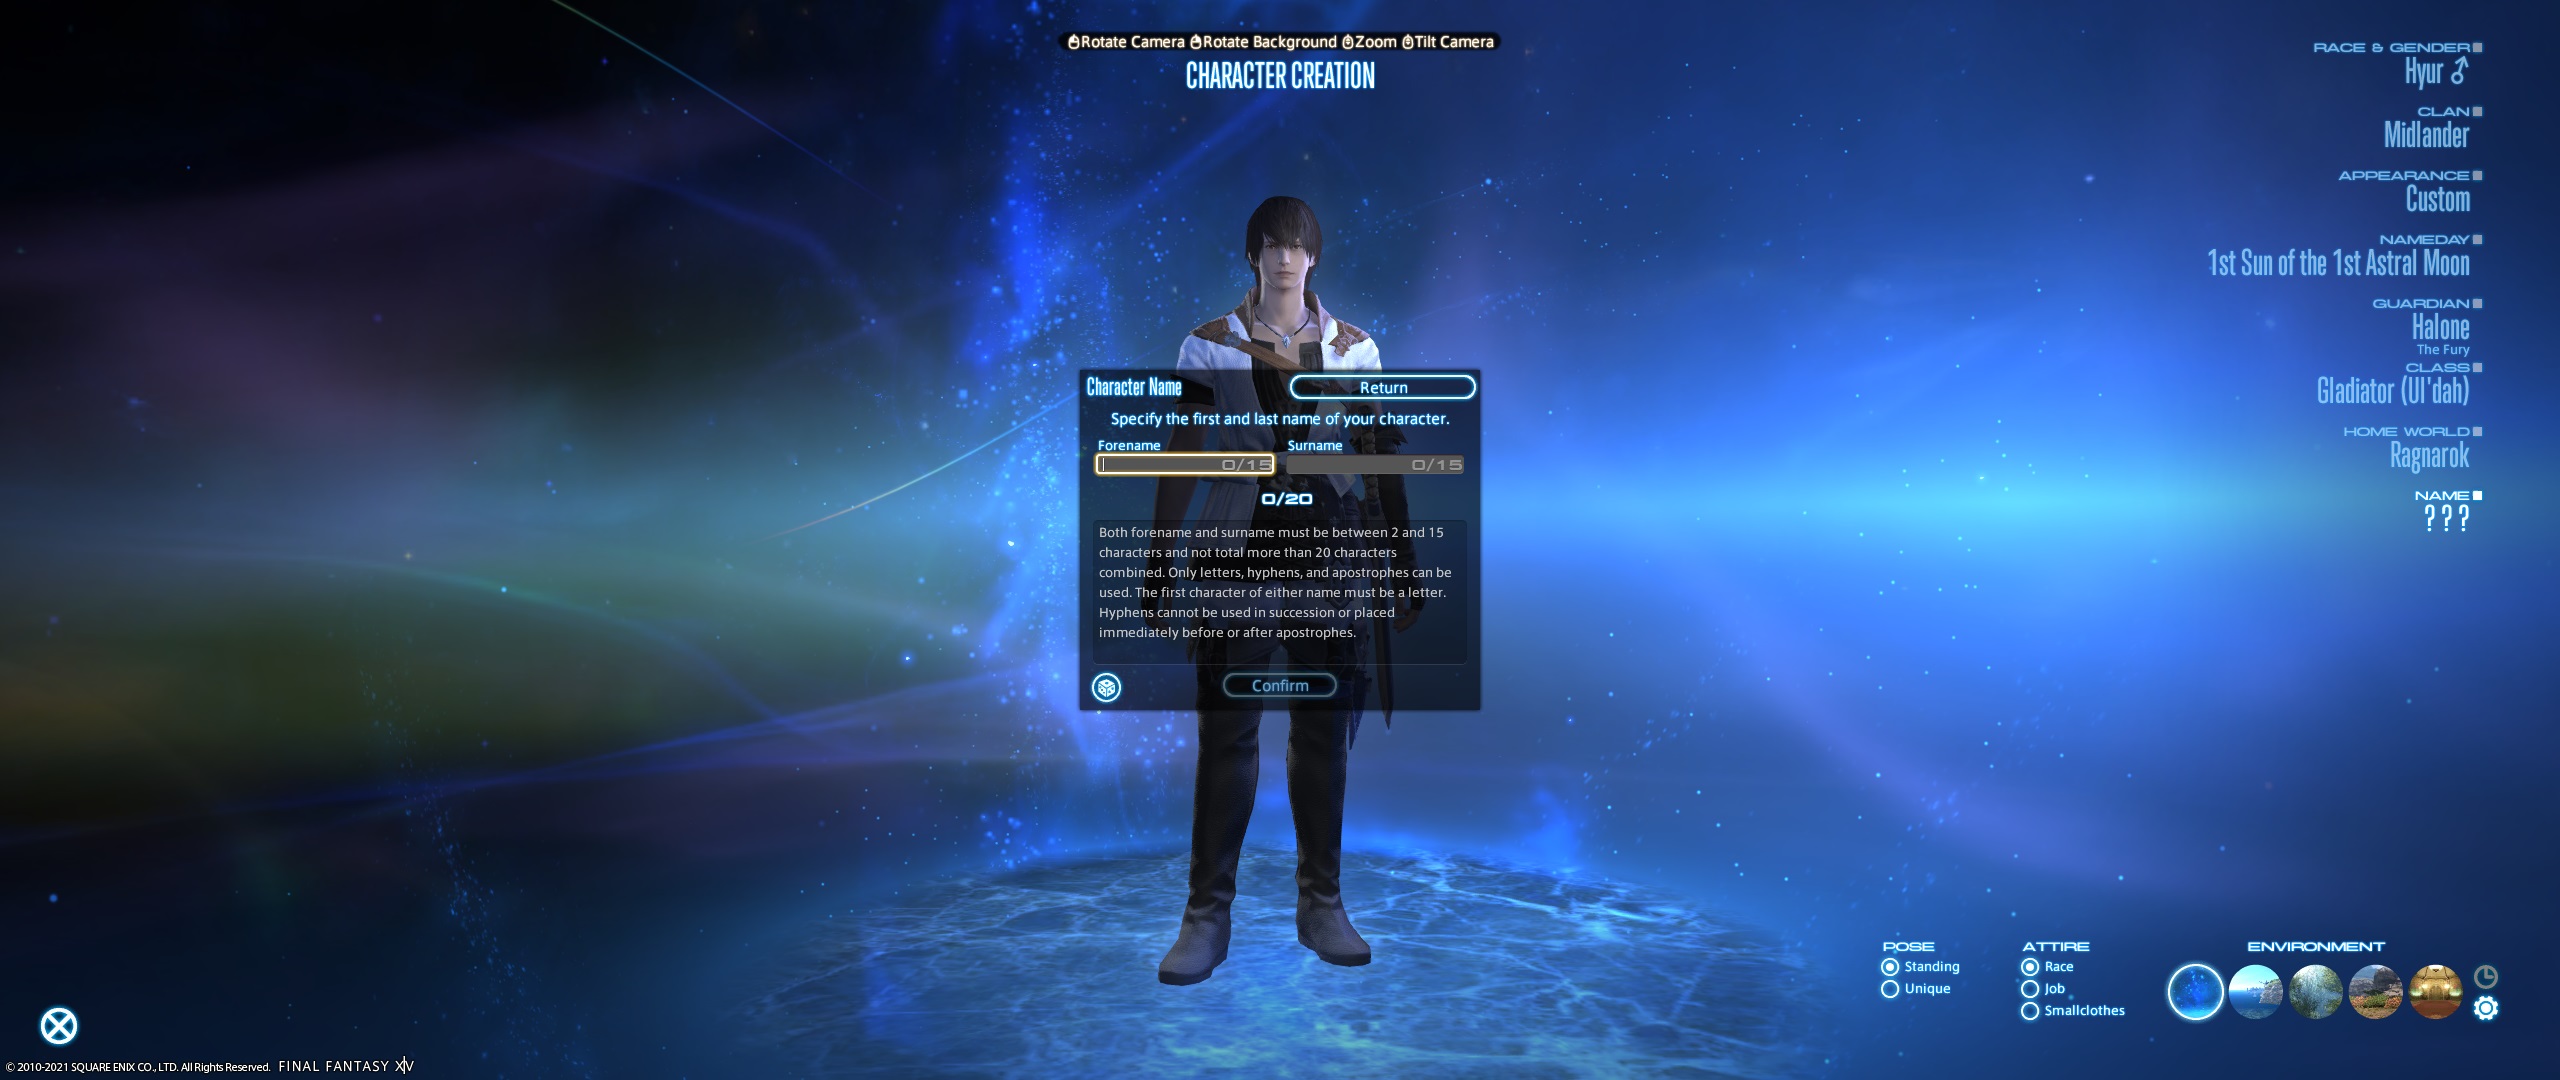 Rotate Camera Rotate Background Zoom Tilt Camera
CHARACTER CREATION
RACE & GENDER
Hyur ♂
CLAN
Midlander
APPEARANCE
Custom
NAMEDAY
1st Sun of the 1st Astral Moon
GUARDIAN
Halone
The Fury
CLASS
Gladiator (Ul'dah)
HOME WORLD
Ragnarok
NAME
???
Character Name Return
Specify the first and last name of your character.
Forename Surname
0/15 0/15
0/20
Both forename and surname must be between 2 and 15
characters and not total more than 20 characters
combined. Only letters, hyphens, and apostrophes can be
used. The first character of either name must be a letter.
Hyphens cannot be used in succession or placed
immediately before or after apostrophes.
Confirm
POSE
Standing
Unique
ATTIRE
Race
Job
Smallclothes
ENVIRONMENT
© 2010-2021 SQUARE ENIX CO., LTD. All Rights Reserved. FINAL FANTASY XIV